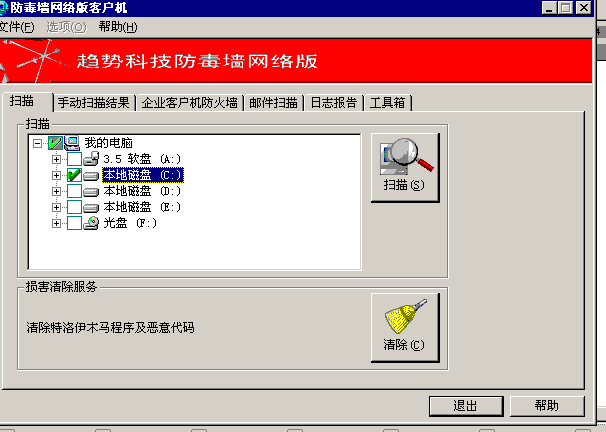 防毒墙网络版客户机
文件(F) 选项(O) 帮助(H)
趋势科技防毒墙网络版
扫描 手动扫描结果 企业客户机防火墙 邮件扫描 日志报告 工具箱
扫描
我的电脑
3.5 软盘 (A:)
本地磁盘 (C:)
本地磁盘 (D:)
本地磁盘 (E:)
光盘 (F:)
扫描(S)
损害清除服务
清除特洛伊木马程序及恶意代码
清除(C)
退出 帮助